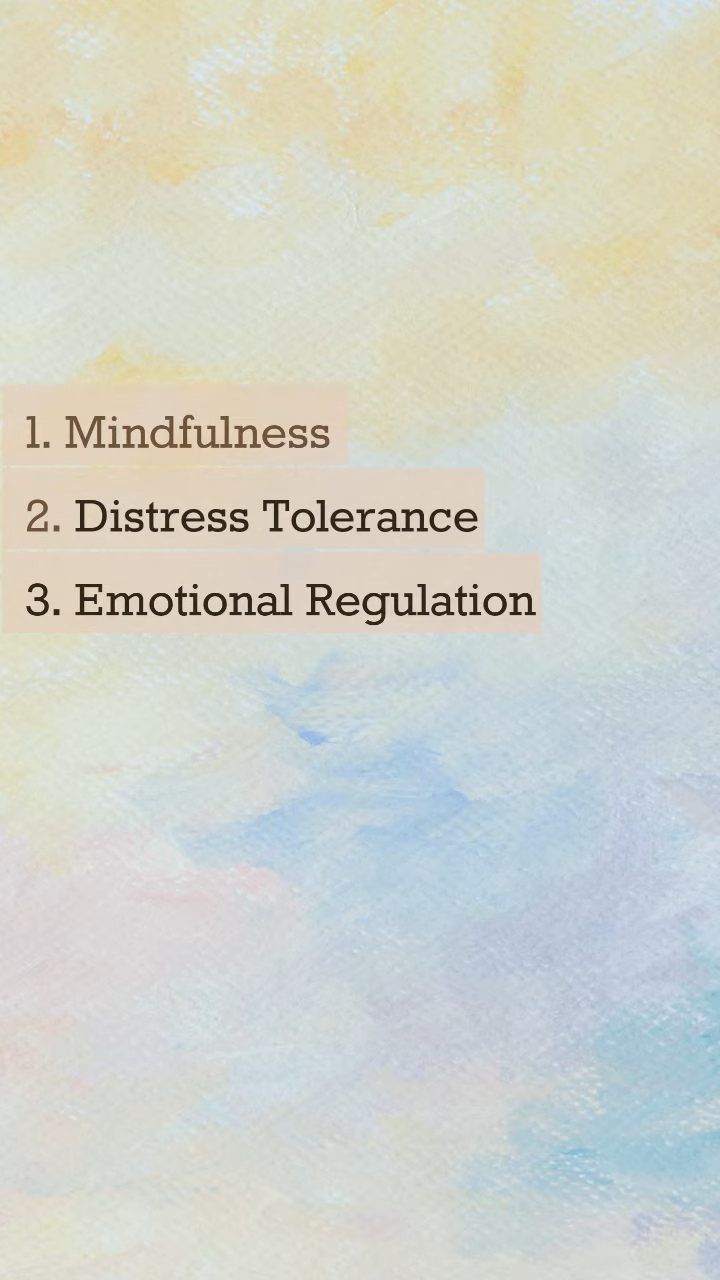 1. Mindfulness
2. Distress Tolerance
3. Emotional Regulation